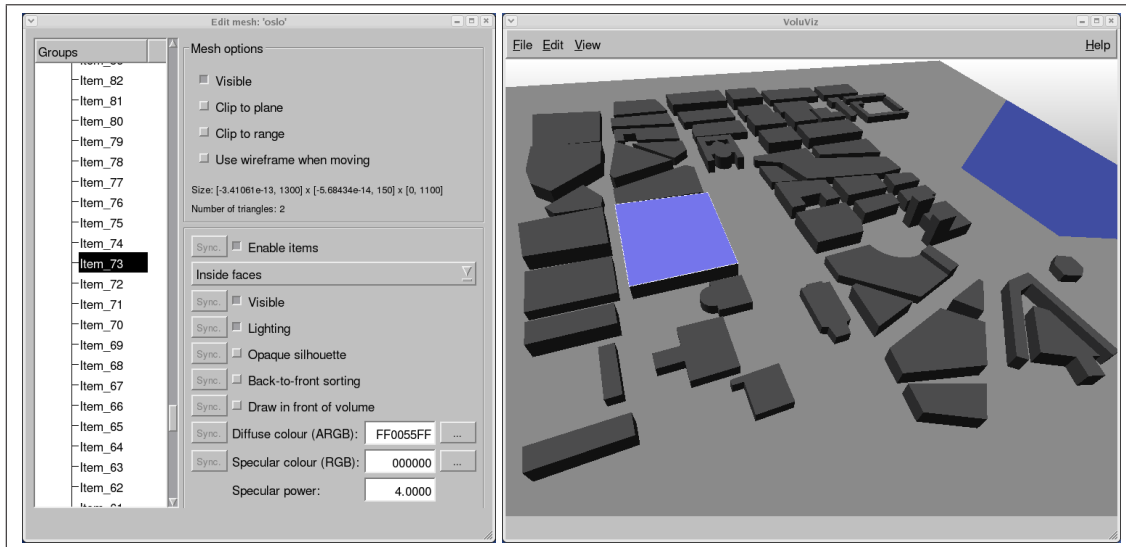 Edit mesh: 'oslo'
Groups
Item_82
Item_81
Item_80
Item_79
Item_78
Item_77
Item_76
Item_75
Item_74
Item_73
Item_72
Item_71
Item_70
Item_69
Item_68
Item_67
Item_66
Item_65
Item_64
Item_63
Item_62
Mesh options
Visible
Clip to plane
Clip to range
Use wireframe when moving
Size: [-3.41061e-13, 1300] x [-5.68434e-14, 150] x [0, 1100]
Number of triangles: 2
Sync. Enable items
Inside faces
Sync. Visible
Sync. Lighting
Sync. Opaque silhouette
Sync. Back-to-front sorting
Sync. Draw in front of volume
Sync. Diffuse colour (ARGB): FF0055FF ...
Sync. Specular colour (RGB): 000000 ...
Specular power: 4.0000
VoluViz
File Edit View Help